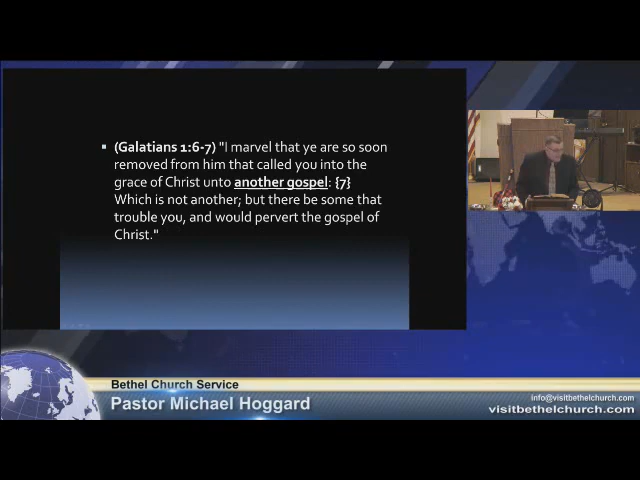 (Galatians 1:6-7) "I marvel that ye are so soon
removed from him that called you into the
grace of Christ unto another gospel: {7}
Which is not another; but there be some that
trouble you, and would pervert the gospel of
Christ."
Bethel Church Service
Pastor Michael Hoggard
info@visitbethelchurch.com
visitbethelchurch.com